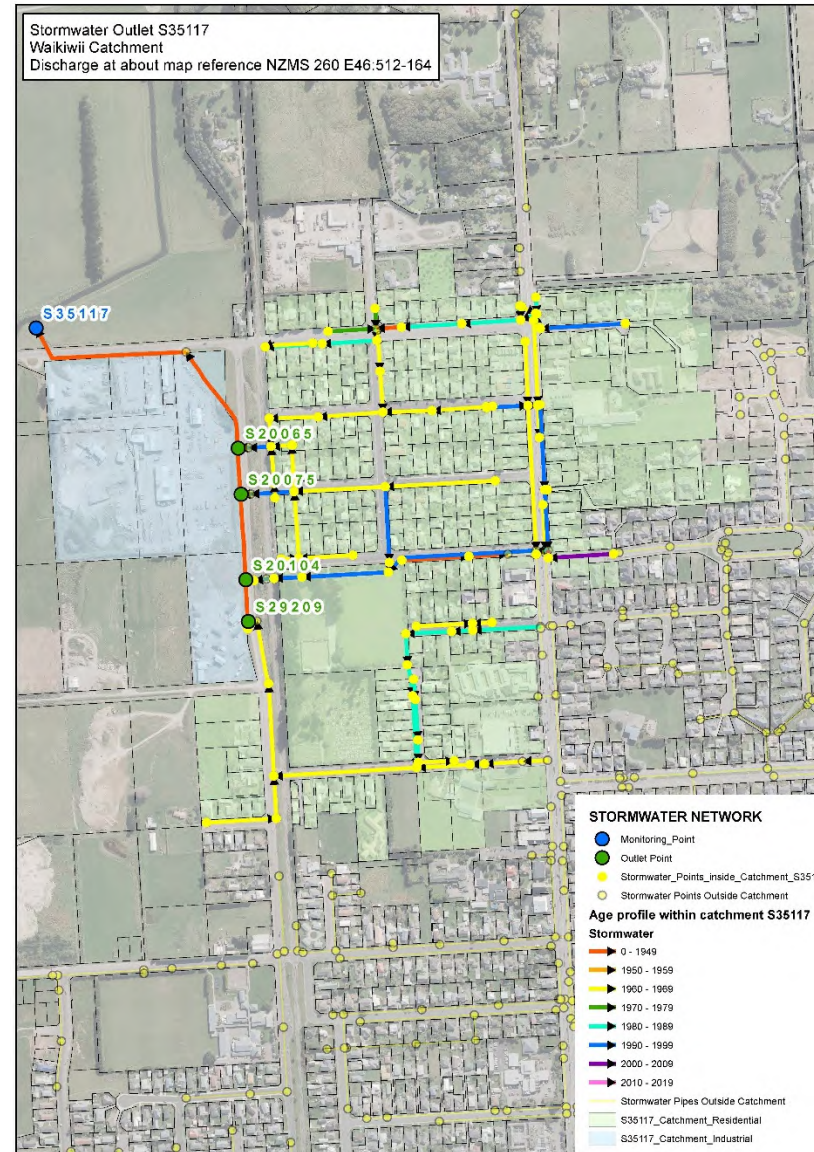 Stormwater Outlet S35117
Waikiwii Catchment
Discharge at about map reference NZMS 260 E46:512-164
S35117
S20065
S20075
S20104
S29209
STORMWATER NETWORK
Monitoring_Point
Outlet Point
Stormwater_Points_inside_Catchment_S351
Stormwater Points Outside Catchment
Age profile within catchment S35117
Stormwater
0 - 1949
1950 - 1959
1960 - 1969
1970 - 1979
1980 - 1989
1990 - 1999
2000 - 2009
2010 - 2019
Stormwater Pipes Outside Catchment
S35117_Catchment_Residential
S35117_Catchment_Industrial